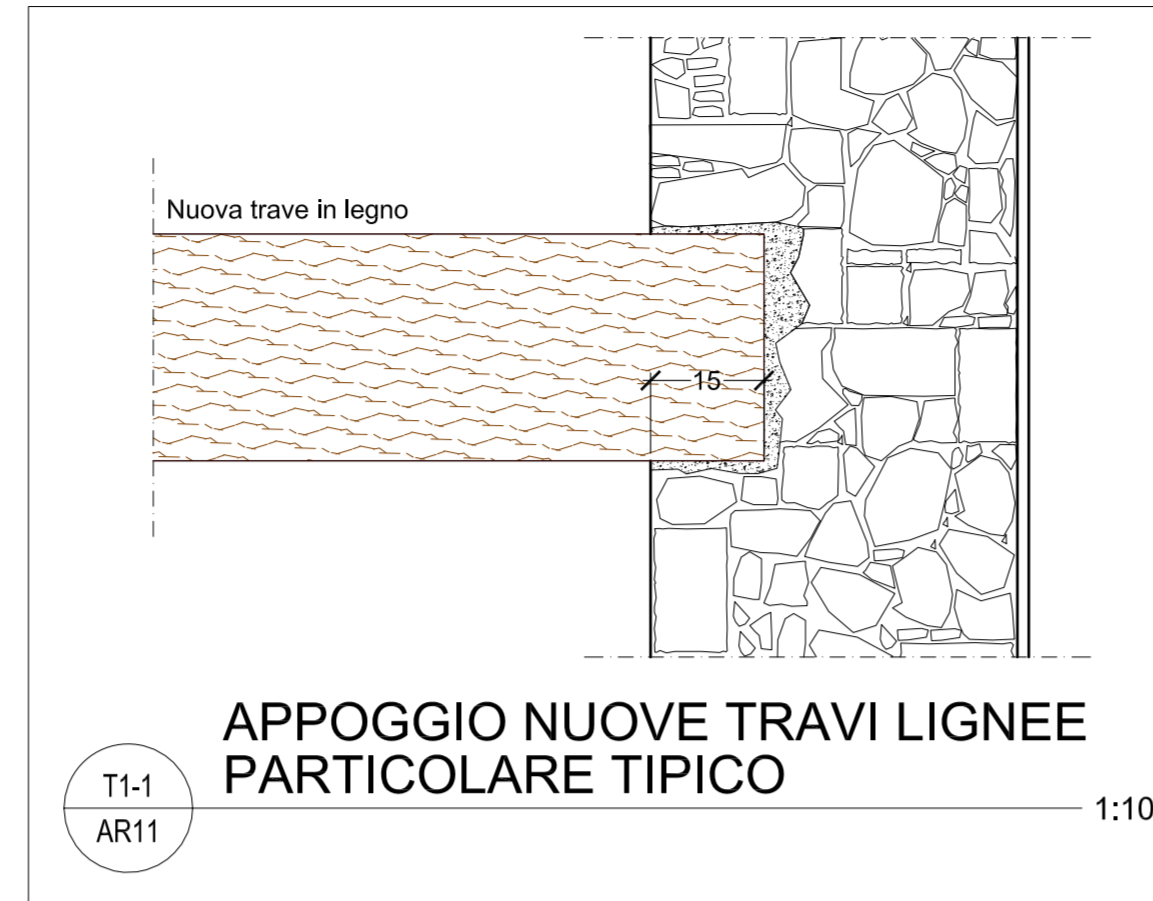 Nuova trave in legno
15
APPOGGIO NUOVE TRAVI LIGNEE
PARTICOLARE TIPICO
T1-1
AR11
1:10